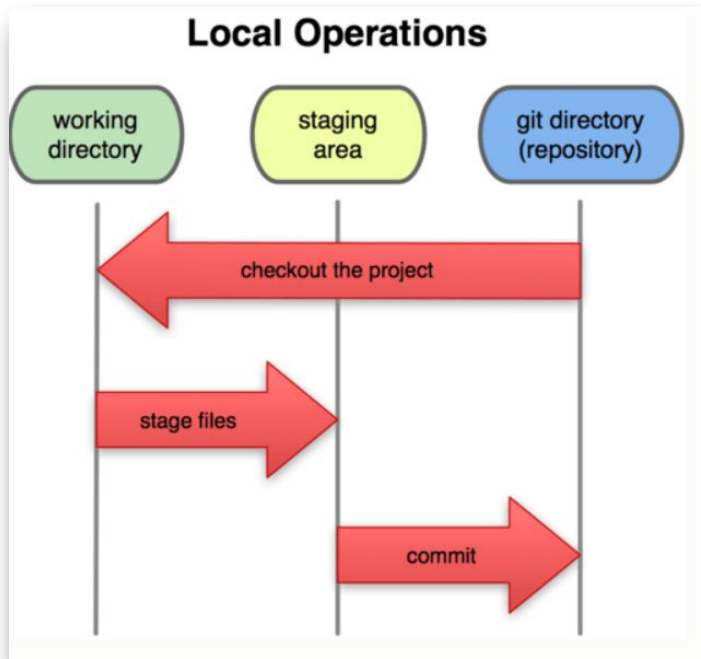 Local Operations
working
directory
staging
area
git directory
(repository)
checkout the project
stage files
commit